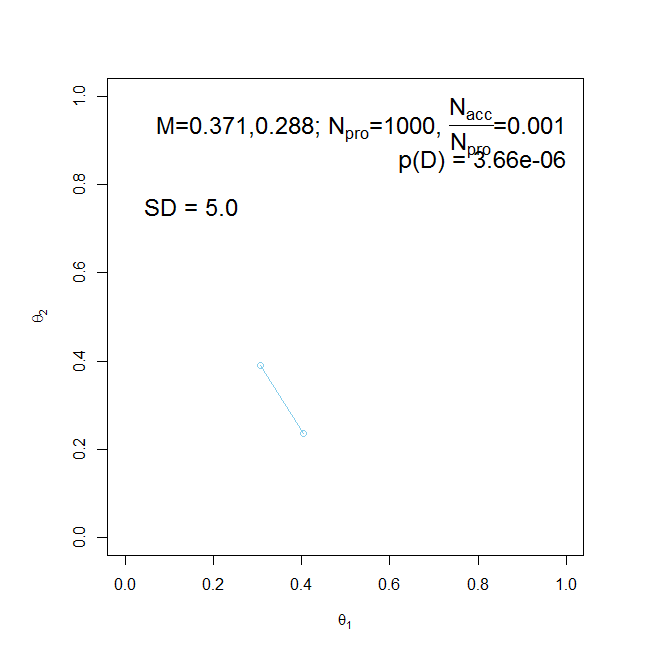 M=0.371,0.288; Npro=1000, Nacc/Npro=0.001
p(D) = 3.66e-06
SD = 5.0
1.0
0.8
0.6
0.4
0.2
0.0
θ2
0.0 0.2 0.4 0.6 0.8 1.0
θ1